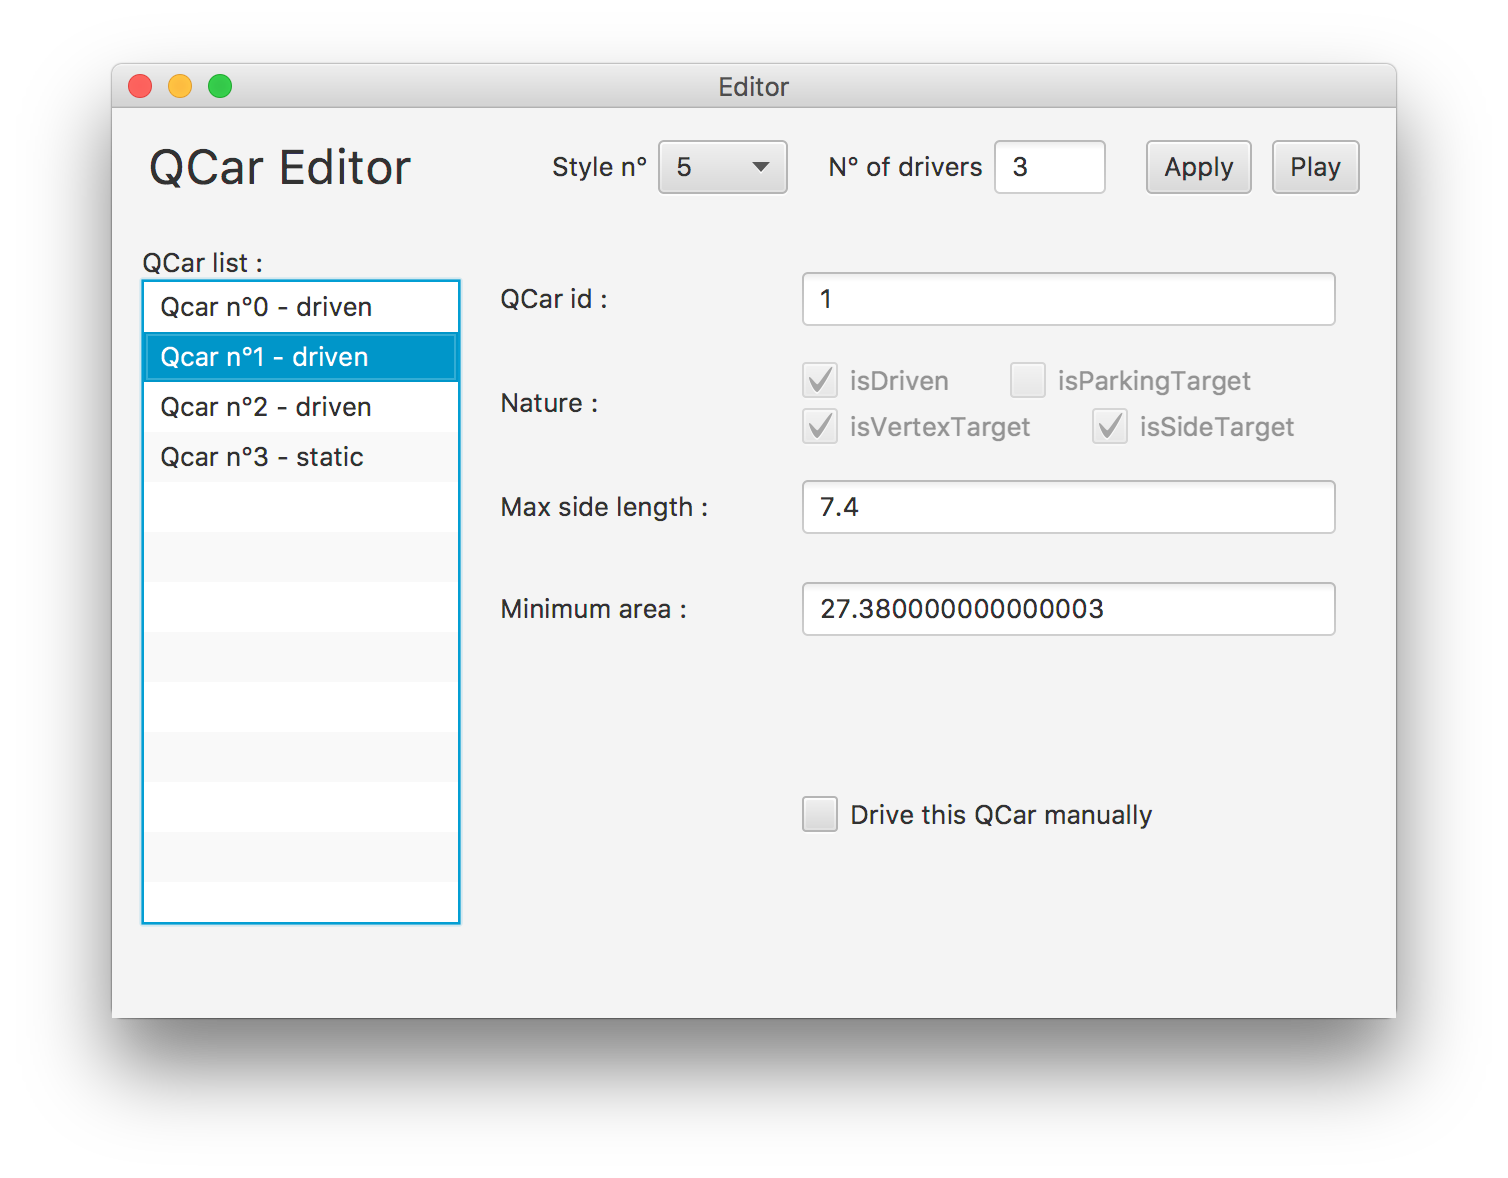 Editor
QCar Editor
Style n° 5
N° of drivers 3
Apply
Play
QCar list :
Qcar n°0 - driven
Qcar n°1 - driven
Qcar n°2 - driven
Qcar n°3 - static
QCar id : 1
Nature :
isDriven isParkingTarget
isVertexTarget isSideTarget
Max side length : 7.4
Minimum area : 27.380000000000003
Drive this QCar manually